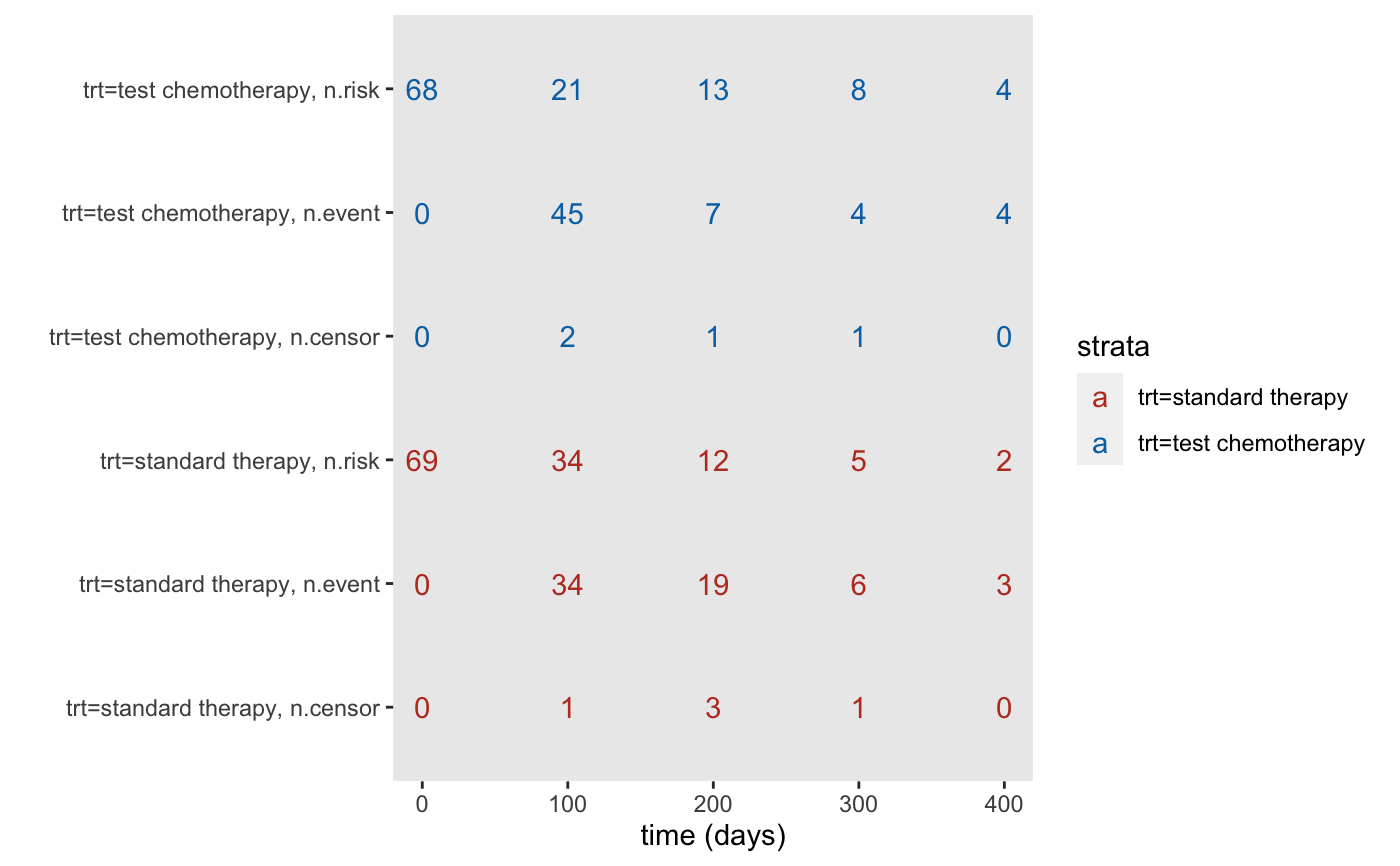 trt=test chemotherapy, n.risk 68 21 13 8 4
trt=test chemotherapy, n.event 0 45 7 4 4
trt=test chemotherapy, n.censor 0 2 1 1 0
trt=standard therapy, n.risk 69 34 12 5 2
trt=standard therapy, n.event 0 34 19 6 3
trt=standard therapy, n.censor 0 1 3 1 0
0 100 200 300 400
time (days)
strata
a trt=standard therapy
a trt=test chemotherapy